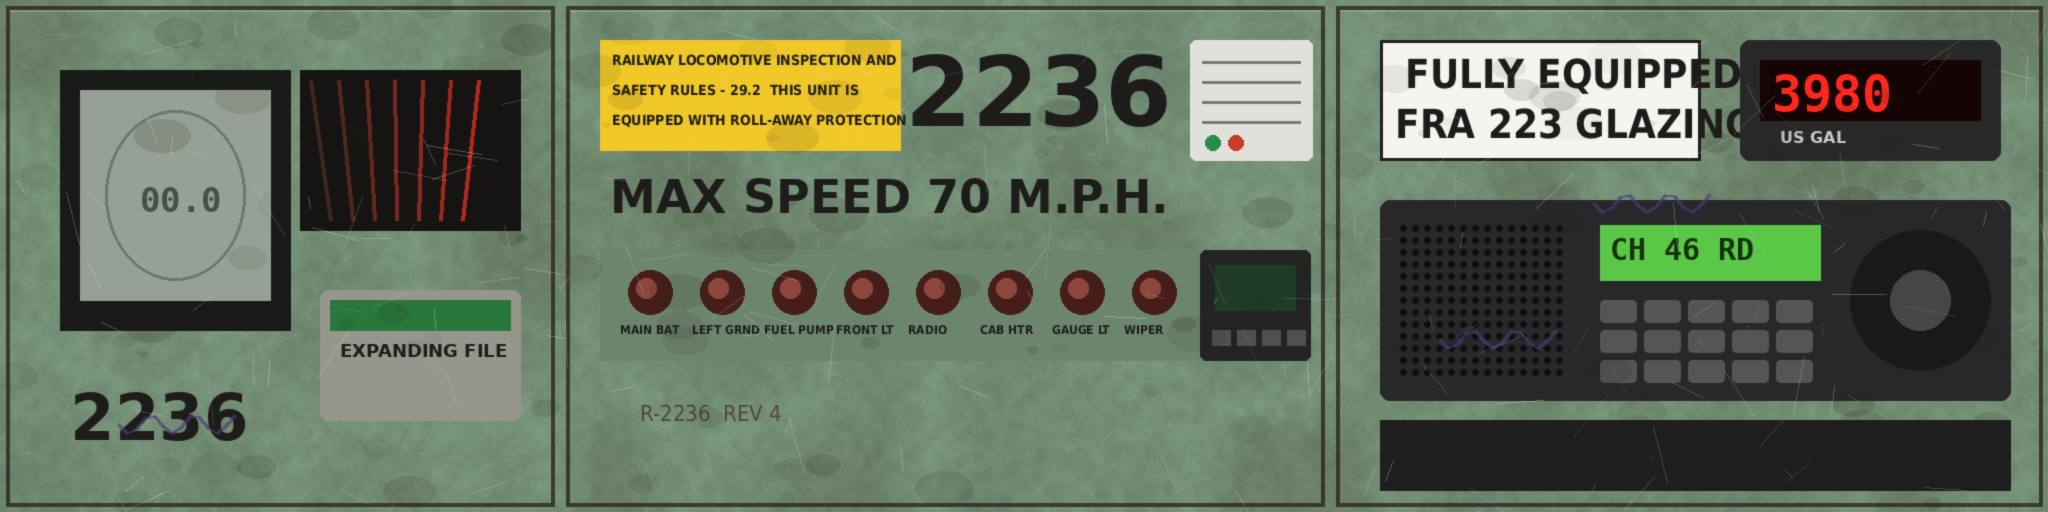 00.0
EXPANDING FILE
2236
RAILWAY LOCOMOTIVE INSPECTION AND
SAFETY RULES - 29.2 THIS UNIT IS
EQUIPPED WITH ROLL-AWAY PROTECTION
2236
MAX SPEED 70 M.P.H.
MAIN BAT LEFT GRND FUEL PUMP FRONT LT RADIO CAB HTR GAUGE LT WIPER
R-2236 REV 4
FULLY EQUIPPED
FRA 223 GLAZING
3980
US GAL
CH 46 RD